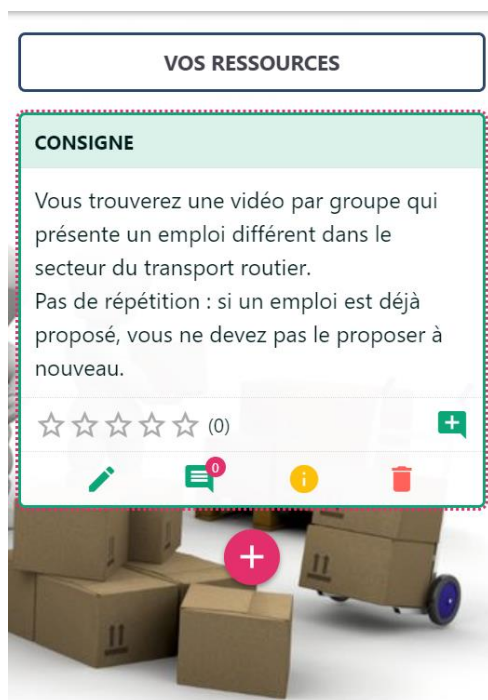 VOS RESSOURCES
CONSIGNE
Vous trouverez une vidéo par groupe qui
présente un emploi différent dans le
secteur du transport routier.
Pas de répétition : si un emploi est déjà
proposé, vous ne devez pas le proposer à
nouveau.
(0)
0